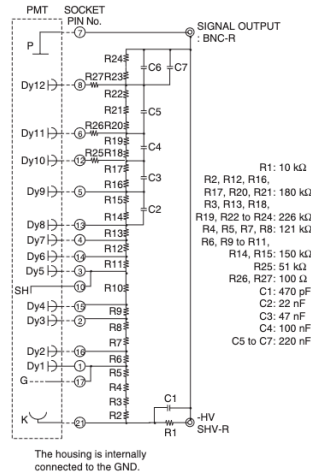 PMT
SOCKET
PIN No.
SIGNAL OUTPUT
: BNC-R
7
P
R24
C6
C7
R27
R23
Dy12
8
R22
R21
C5
R26
R20
Dy11
6
R19
C4
R25
R18
Dy10
12
R17
C3
R16
Dy9
5
R15
C2
R14
Dy8
13
R13
Dy7
4
R12
Dy6
14
R11
Dy5
3
SH
10
R10
Dy4
15
R9
Dy3
2
R8
R7
Dy2
16
R6
Dy1
1
R5
G
17
R4
R3
C1
K
R2
21
R1
-HV
SHV-R
R1: 10 kΩ
R2, R12, R16,
R17, R20, R21: 180 kΩ
R3, R13, R18,
R19, R22 to R24: 226 kΩ
R4, R5, R7, R8: 121 kΩ
R6, R9 to R11,
R14, R15: 150 kΩ
R25: 51 kΩ
R26, R27: 100 Ω
C1: 470 pF
C2: 22 nF
C3: 47 nF
C4: 100 nF
C5 to C7: 220 nF
The housing is internally
connected to the GND.